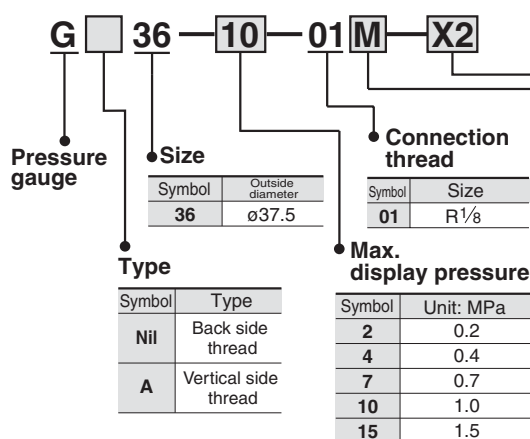 G 36 — 10 — 01 M — X2
Pressure
gauge
Size
Symbol Outside
diameter
36 ø37.5
Connection
thread
Symbol Size
01 R1/8
Type
Symbol Type
Nil Back side
thread
A Vertical side
thread
Max.
display pressure
Symbol Unit: MPa
2 0.2
4 0.4
7 0.7
10 1.0
15 1.5